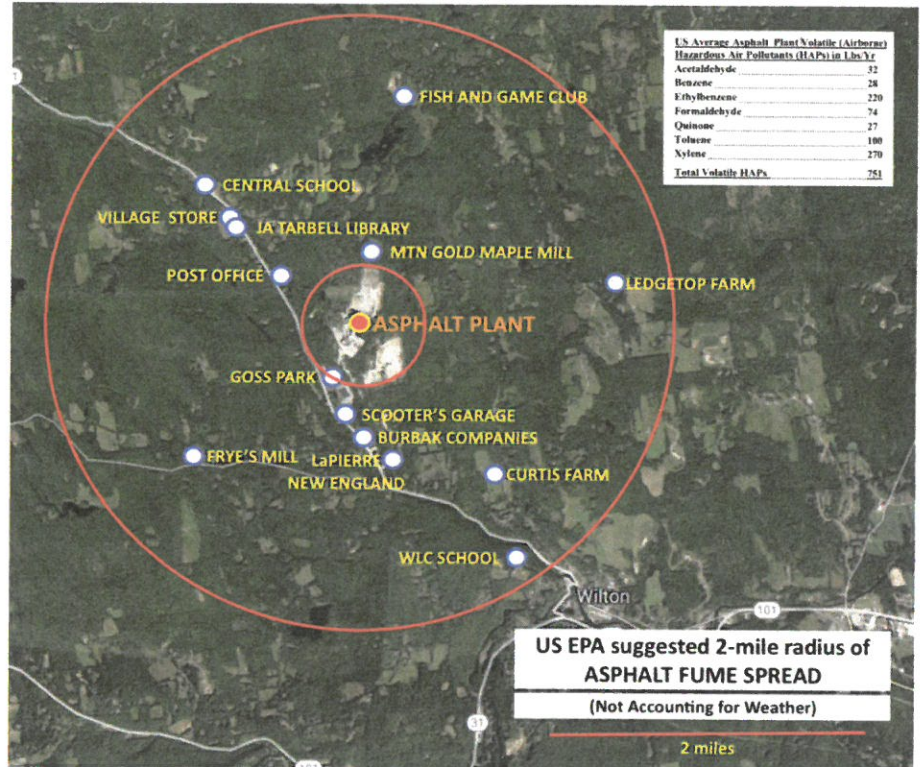 US Average Asphalt Plant Volatile (Airborne)
Hazardous Air Pollutants (HAPs) in Lbs/Yr
Acetaldehyde 32
Benzene 28
Ethylbenzene 220
Formaldehyde 74
Quinone 27
Toluene 100
Xylene 270
Total Volatile HAPs 751
FISH AND GAME CLUB
CENTRAL SCHOOL
VILLAGE STORE
JA TARBELL LIBRARY
MTN GOLD MAPLE MILL
POST OFFICE
LEDGETOP FARM
ASPHALT PLANT
GOSS PARK
SCOOTER'S GARAGE
BURBAK COMPANIES
FRYE'S MILL
LaPIERRE
NEW ENGLAND
CURTIS FARM
WLC SCHOOL
Wilton
101
US EPA suggested 2-mile radius of
ASPHALT FUME SPREAD
(Not Accounting for Weather)
31
2 miles
101